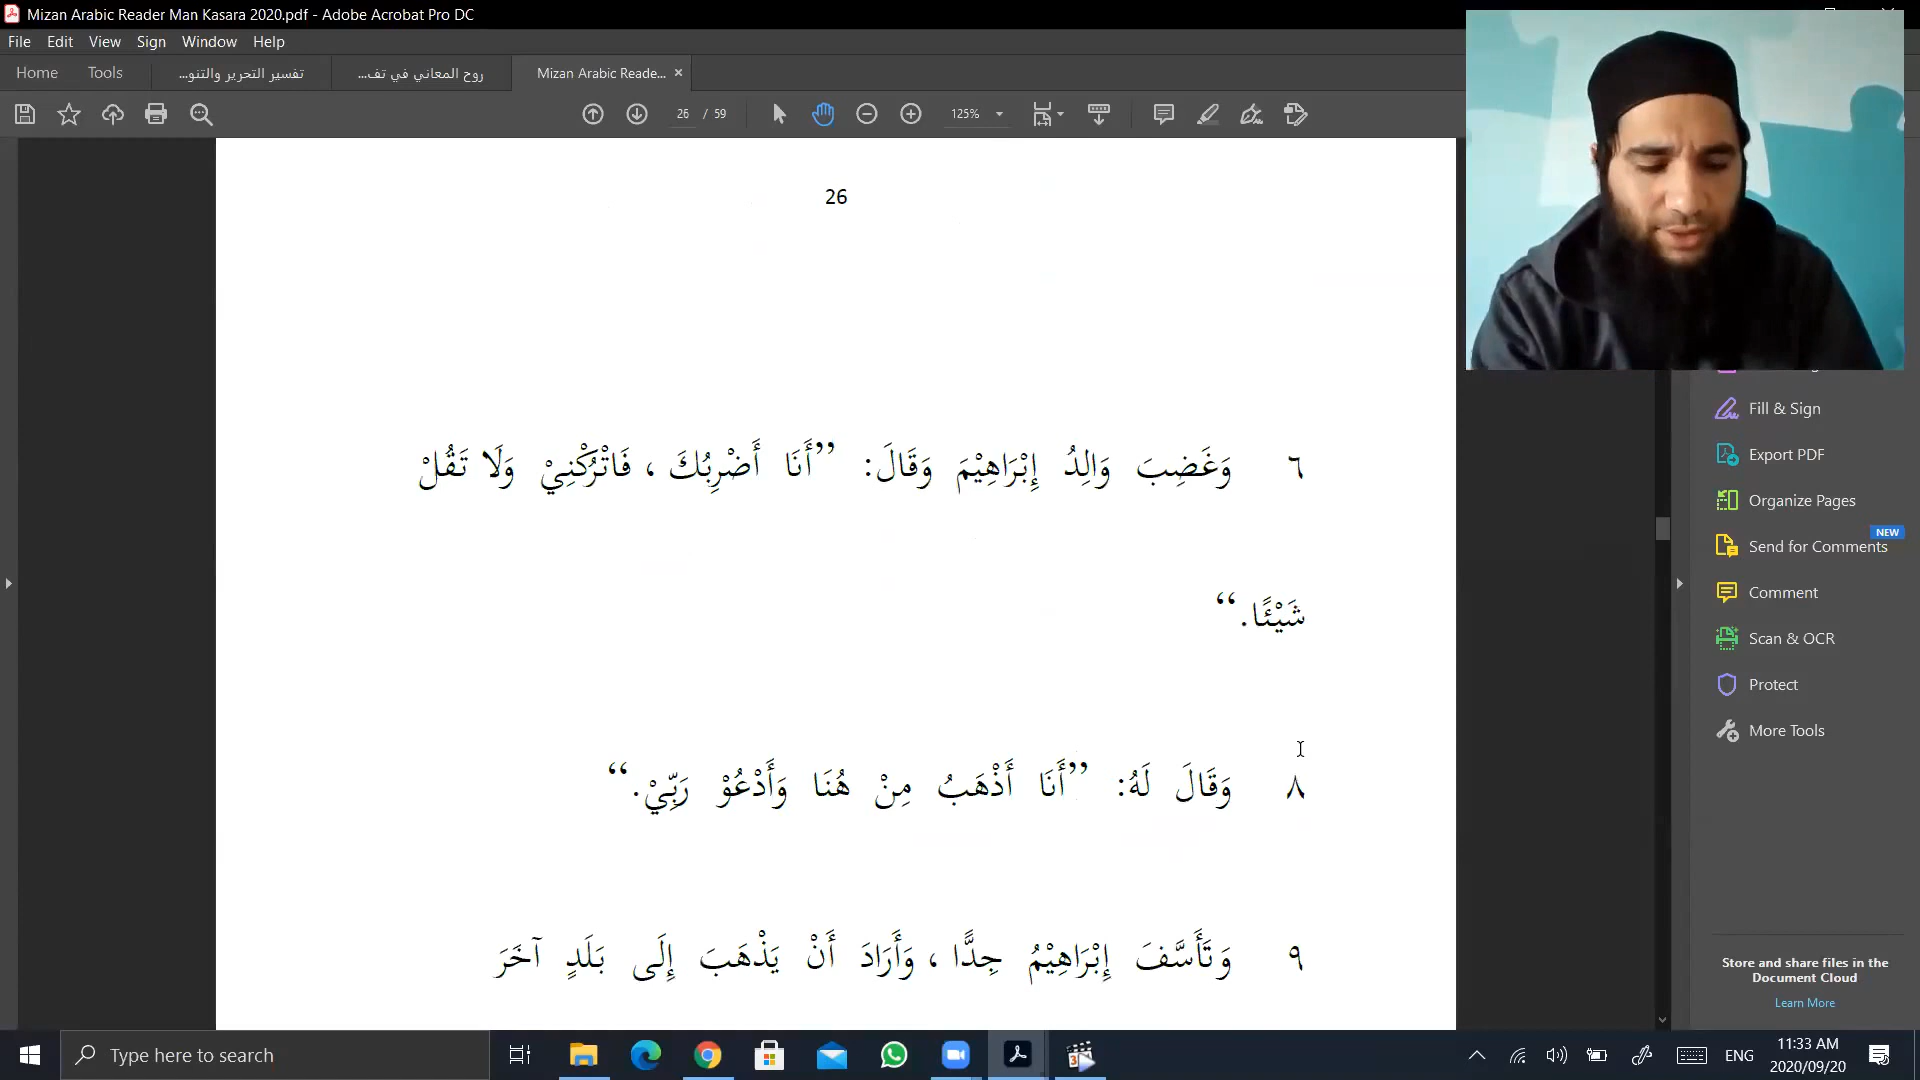 Mizan Arabic Reader Man Kasara 2020.pdf - Adobe Acrobat Pro DC
File Edit View Sign Window Help
Home Tools تفسير التحرير والتنو... روح المعاني في تف... Mizan Arabic Reade... ×
26 / 59 125%
26
٦ وَغَضِبَ وَالِدُ إِبْرَاهِيْمَ وَقَالَ: ’’أَنَا أَضْرِبُكَ ، فَاتْرُكْنِيْ وَلَا تَقُلْ
شَيْئًا.‘‘
٨ وَقَالَ لَهُ: ’’أَنَا أَذْهَبُ مِنْ هُنَا وَأَدْعُوْ رَبِّيْ.‘‘
٩ وَتَأَسَّفَ إِبْرَاهِيْمُ جِدًّا ، وَأَرَادَ أَنْ يَذْهَبَ إِلَى بَلَدٍ آخَرَ
Fill & Sign
Export PDF
Organize Pages
NEW
Send for Comments
Comment
Scan & OCR
Protect
More Tools
Store and share files in the
Document Cloud
Learn More
Type here to search
ENG
11:33 AM
2020/09/20